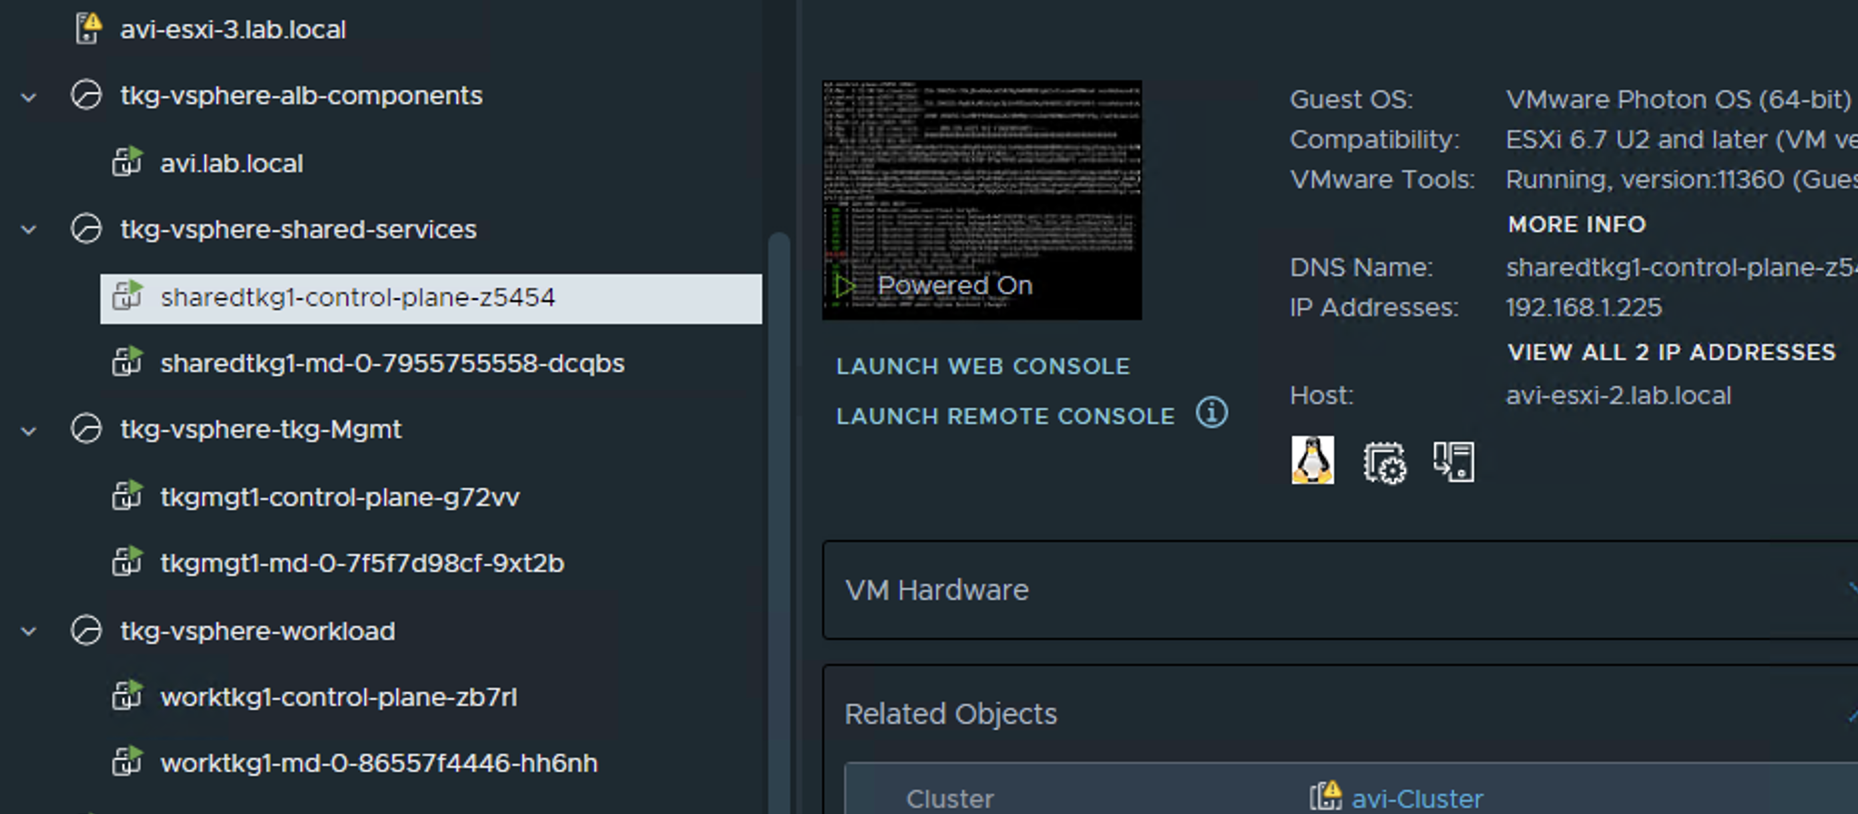 avi-esxi-3.lab.local
tkg-vsphere-alb-components
avi.lab.local
tkg-vsphere-shared-services
sharedtkg1-control-plane-z5454
sharedtkg1-md-0-7955755558-dcqbs
tkg-vsphere-tkg-Mgmt
tkgmgt1-control-plane-g72vv
tkgmgt1-md-0-7f5f7d98cf-9xt2b
tkg-vsphere-workload
worktkg1-control-plane-zb7rl
worktkg1-md-0-86557f4446-hh6nh
Powered On
LAUNCH WEB CONSOLE
LAUNCH REMOTE CONSOLE
Guest OS: VMware Photon OS (64-bit)
Compatibility: ESXi 6.7 U2 and later (VM ve
VMware Tools: Running, version:11360 (Gues
MORE INFO
DNS Name: sharedtkg1-control-plane-z54
IP Addresses: 192.168.1.225
VIEW ALL 2 IP ADDRESSES
Host: avi-esxi-2.lab.local
VM Hardware
Related Objects
Cluster avi-Cluster